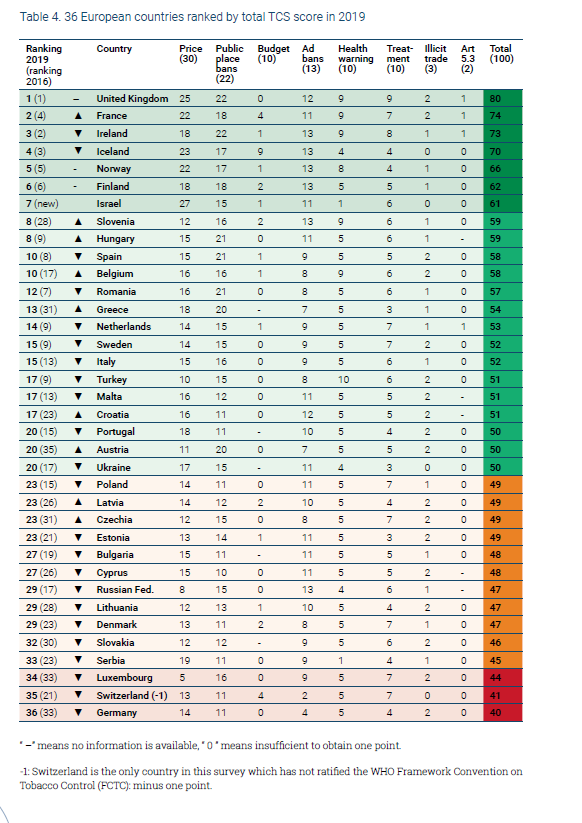 Table 4. 36 European countries ranked by total TCS score in 2019
Ranking 2019 (ranking 2016) Country Price (30) Public place bans (22) Budget (10) Ad bans (13) Health warning (10) Treat-ment (10) Illicit trade (3) Art 5.3 (2) Total (100)
1 (1) – United Kingdom 25 22 0 12 9 9 2 1 80
2 (4) ▲ France 22 18 4 11 9 7 2 1 74
3 (2) ▼ Ireland 18 22 1 13 9 8 1 1 73
4 (3) ▼ Iceland 23 17 9 13 4 4 0 0 70
5 (5) - Norway 22 17 1 13 8 4 1 0 66
6 (6) - Finland 18 18 2 13 5 5 1 0 62
7 (new) Israel 27 15 1 11 1 6 0 0 61
8 (28) ▲ Slovenia 12 16 2 13 9 6 1 0 59
8 (9) ▲ Hungary 15 21 0 11 5 6 1 - 59
10 (8) ▼ Spain 15 21 1 9 5 5 2 0 58
10 (17) ▲ Belgium 16 16 1 8 9 6 2 0 58
12 (7) ▼ Romania 16 21 0 8 5 6 1 0 57
13 (31) ▲ Greece 18 20 - 7 5 3 1 0 54
14 (9) ▼ Netherlands 14 15 1 9 5 7 1 1 53
15 (9) ▼ Sweden 14 15 0 9 5 7 2 0 52
15 (13) ▼ Italy 15 16 0 9 5 6 1 0 52
17 (9) ▼ Turkey 10 15 0 8 10 6 2 0 51
17 (13) ▼ Malta 16 12 0 11 5 5 2 - 51
17 (23) ▲ Croatia 16 11 0 12 5 5 2 - 51
20 (15) ▼ Portugal 18 11 - 10 5 4 2 0 50
20 (35) ▲ Austria 11 20 0 7 5 5 2 0 50
20 (17) ▼ Ukraine 17 15 - 11 4 3 0 0 50
23 (15) ▼ Poland 14 11 0 11 5 7 1 0 49
23 (26) ▲ Latvia 14 12 2 10 5 4 2 0 49
23 (31) ▲ Czechia 12 15 0 8 5 7 2 0 49
23 (21) ▼ Estonia 13 14 1 11 5 3 2 0 49
27 (19) ▼ Bulgaria 15 11 - 11 5 5 1 0 48
27 (26) ▼ Cyprus 15 10 0 11 5 5 2 - 48
29 (17) ▼ Russian Fed. 8 15 0 13 4 6 1 - 47
29 (28) ▼ Lithuania 12 13 1 10 5 4 2 0 47
29 (23) ▼ Denmark 13 11 2 8 5 7 1 0 47
32 (30) ▼ Slovakia 12 12 - 9 5 6 2 0 46
33 (23) ▼ Serbia 19 11 0 9 1 4 1 0 45
34 (33) ▼ Luxembourg 5 16 0 9 5 7 2 0 44
35 (21) ▼ Switzerland (-1) 13 11 4 2 5 7 0 0 41
36 (33) ▼ Germany 14 11 0 4 5 4 2 0 40
" –" means no information is available, " 0 " means insufficient to obtain one point.
-1: Switzerland is the only country in this survey which has not ratified the WHO Framework Convention on
Tobacco Control (FCTC): minus one point.